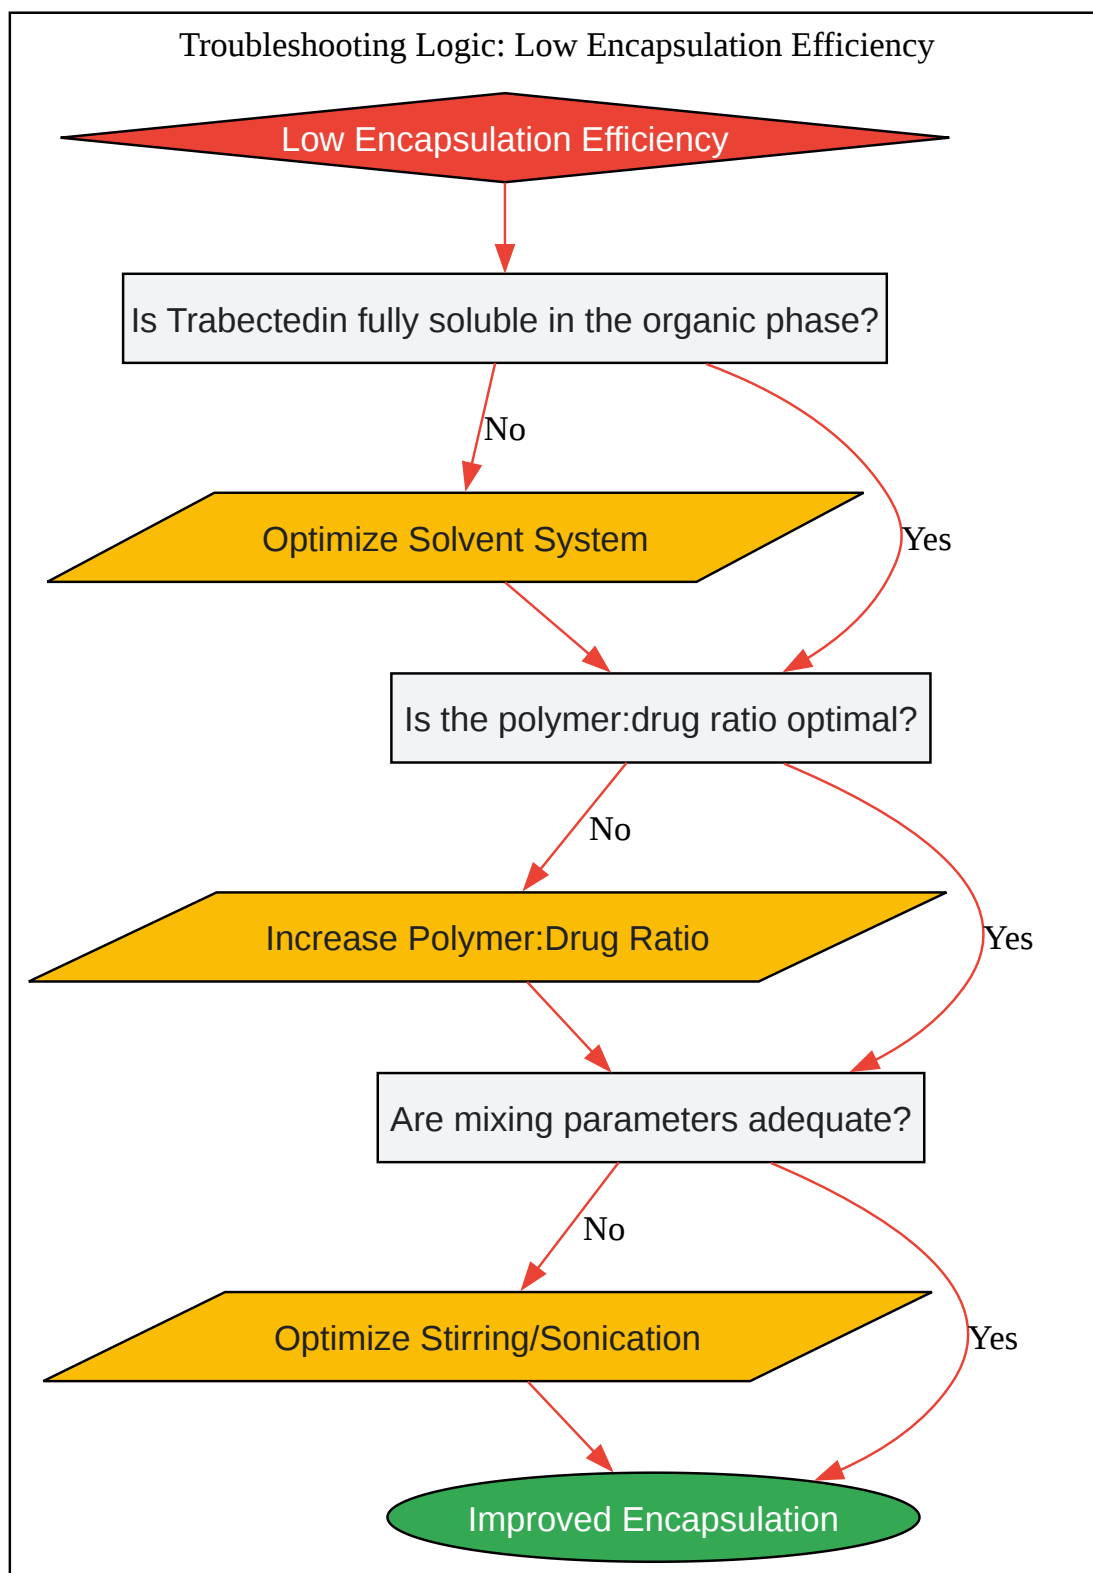 Troubleshooting Logic: Low Encapsulation Efficiency
Low Encapsulation Efficiency
Is Trabectedin fully soluble in the organic phase?
No
Optimize Solvent System
Yes
Is the polymer:drug ratio optimal?
No
Increase Polymer:Drug Ratio
Yes
Are mixing parameters adequate?
No
Optimize Stirring/Sonication
Yes
Improved Encapsulation